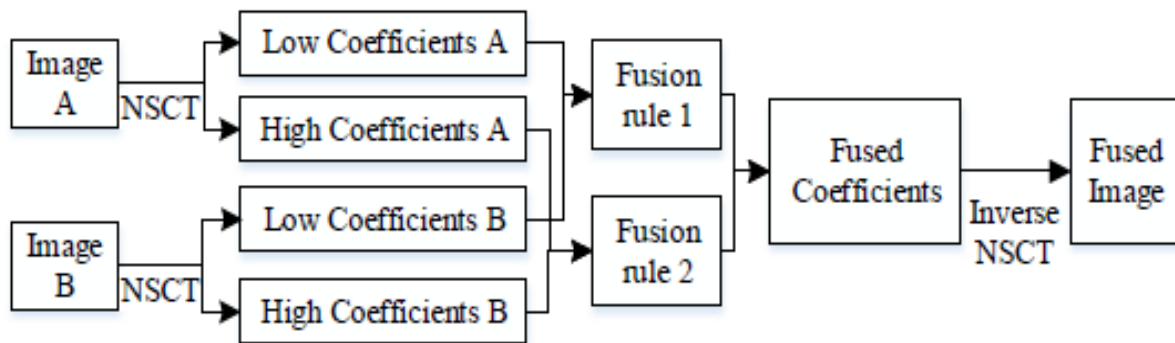 Image
A
NSCT
Low Coefficients A
High Coefficients A
Image
B
NSCT
Low Coefficients B
High Coefficients B
Fusion
rule 1
Fusion
rule 2
Fused
Coefficients
Inverse
NSCT
Fused
Image